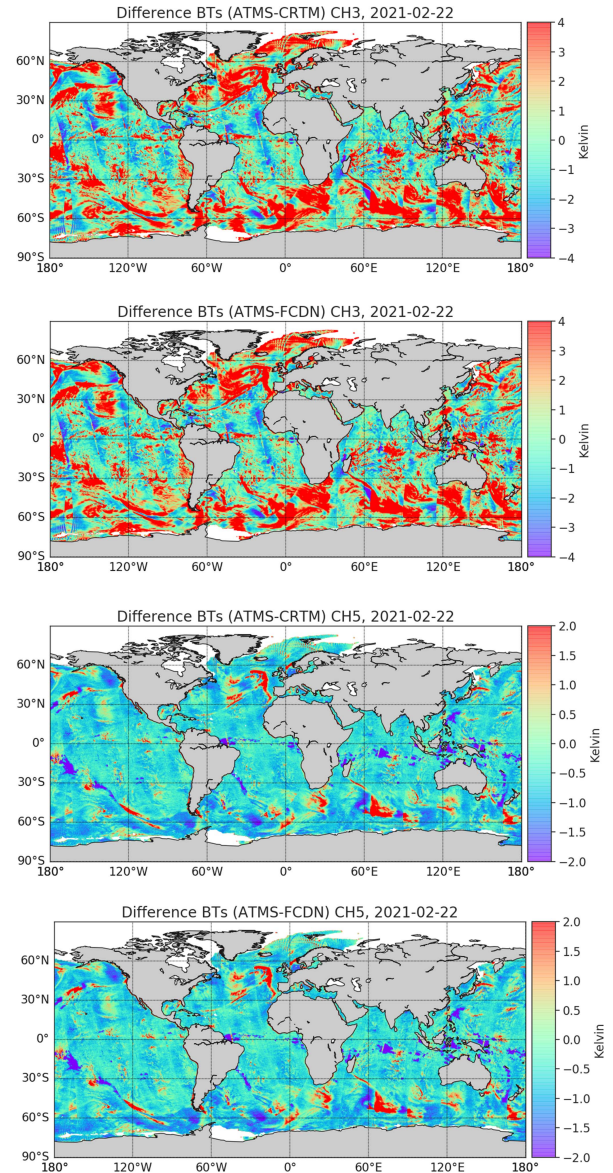 Difference BTs (ATMS-CRTM) CH3, 2021-02-22
60°N
30°N
0°
30°S
60°S
90°S
180° 120°W 60°W 0° 60°E 120°E 180°
4
3
2
1
0
−1
−2
−3
−4
Kelvin
Difference BTs (ATMS-FCDN) CH3, 2021-02-22
60°N
30°N
0°
30°S
60°S
90°S
180° 120°W 60°W 0° 60°E 120°E 180°
4
3
2
1
0
−1
−2
−3
−4
Kelvin
Difference BTs (ATMS-CRTM) CH5, 2021-02-22
60°N
30°N
0°
30°S
60°S
90°S
180° 120°W 60°W 0° 60°E 120°E 180°
2.0
1.5
1.0
0.5
0.0
−0.5
−1.0
−1.5
−2.0
Kelvin
Difference BTs (ATMS-FCDN) CH5, 2021-02-22
60°N
30°N
0°
30°S
60°S
90°S
180° 120°W 60°W 0° 60°E 120°E 180°
2.0
1.5
1.0
0.5
0.0
−0.5
−1.0
−1.5
−2.0
Kelvin